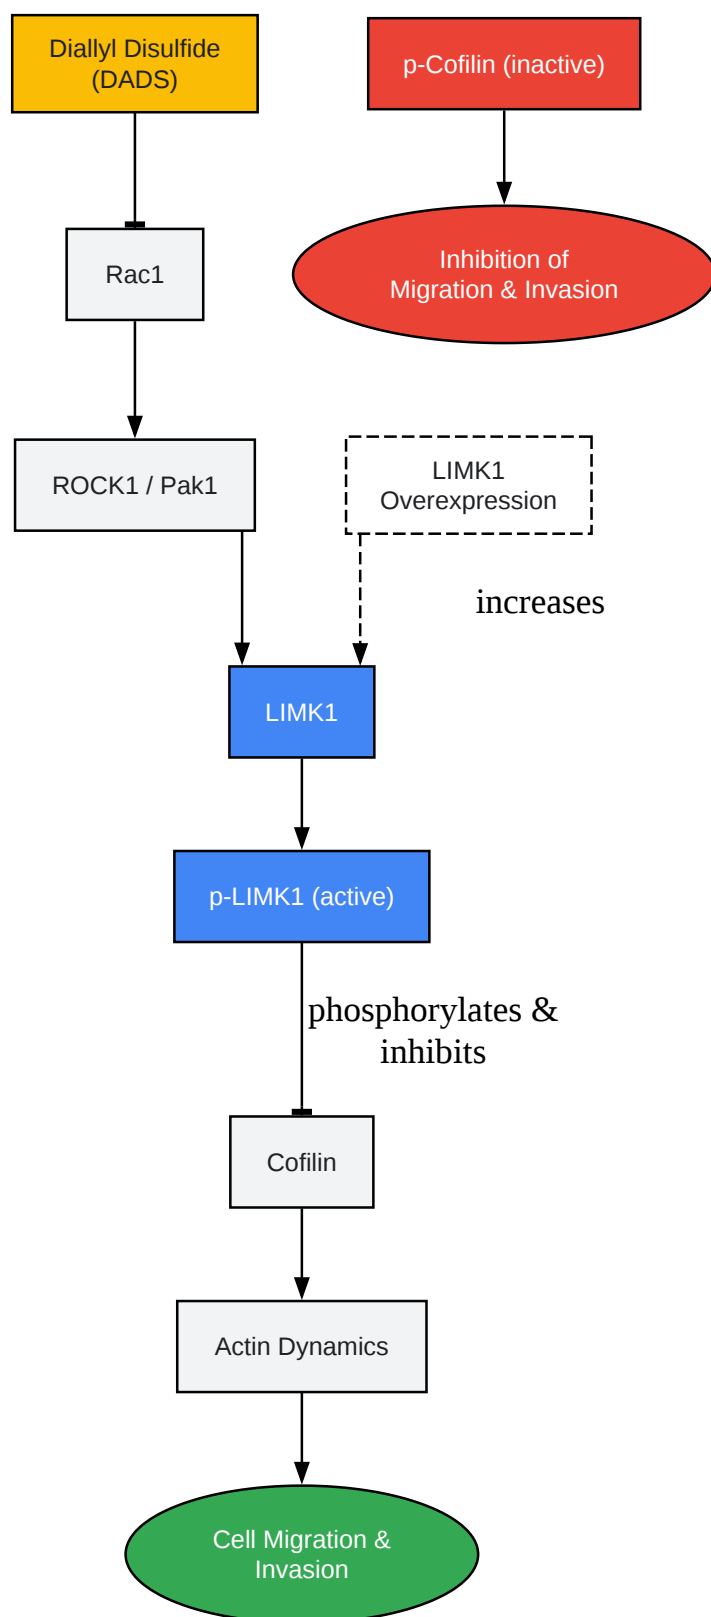 Diallyl Disulfide
(DADS)
p-Cofilin (inactive)
Rac1
Inhibition of
Migration & Invasion
ROCK1 / Pak1
LIMK1
Overexpression
increases
LIMK1
p-LIMK1 (active)
phosphorylates &
inhibits
Cofilin
Actin Dynamics
Cell Migration &
Invasion